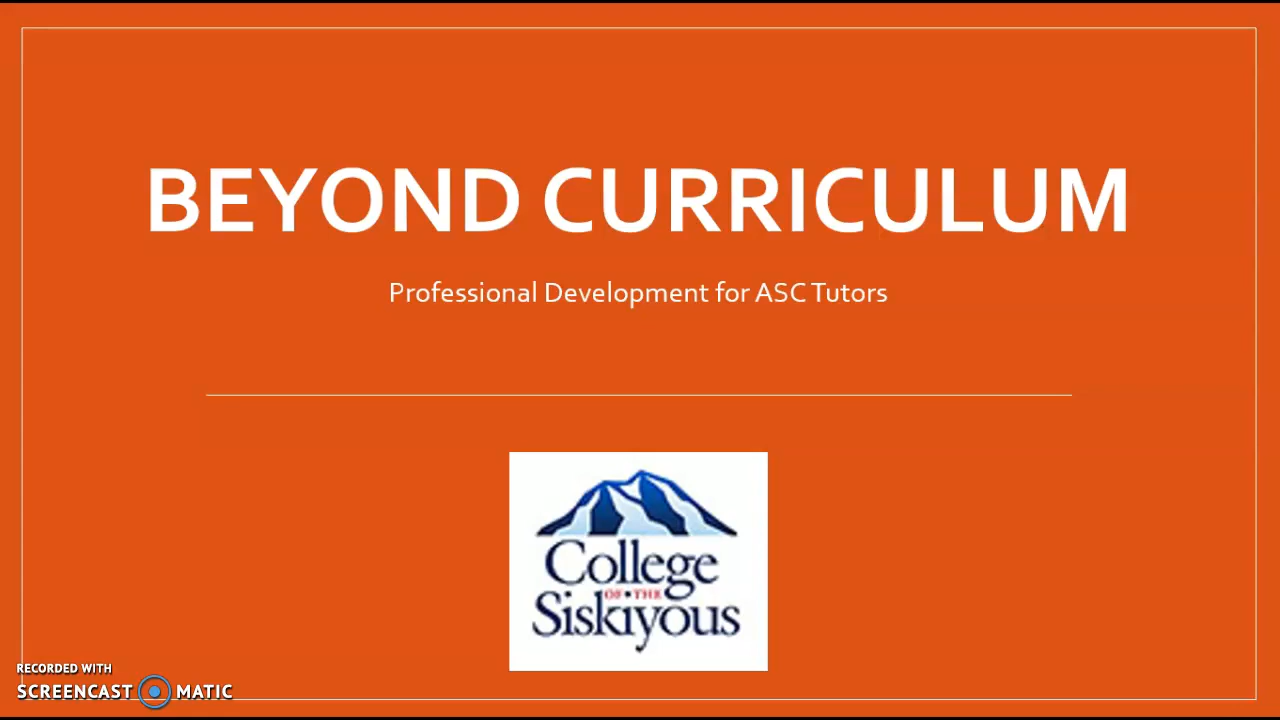 BEYOND CURRICULUM
Professional Development for ASC Tutors
College
OF • THE
Siskiyous
RECORDED WITH
SCREENCAST MATIC